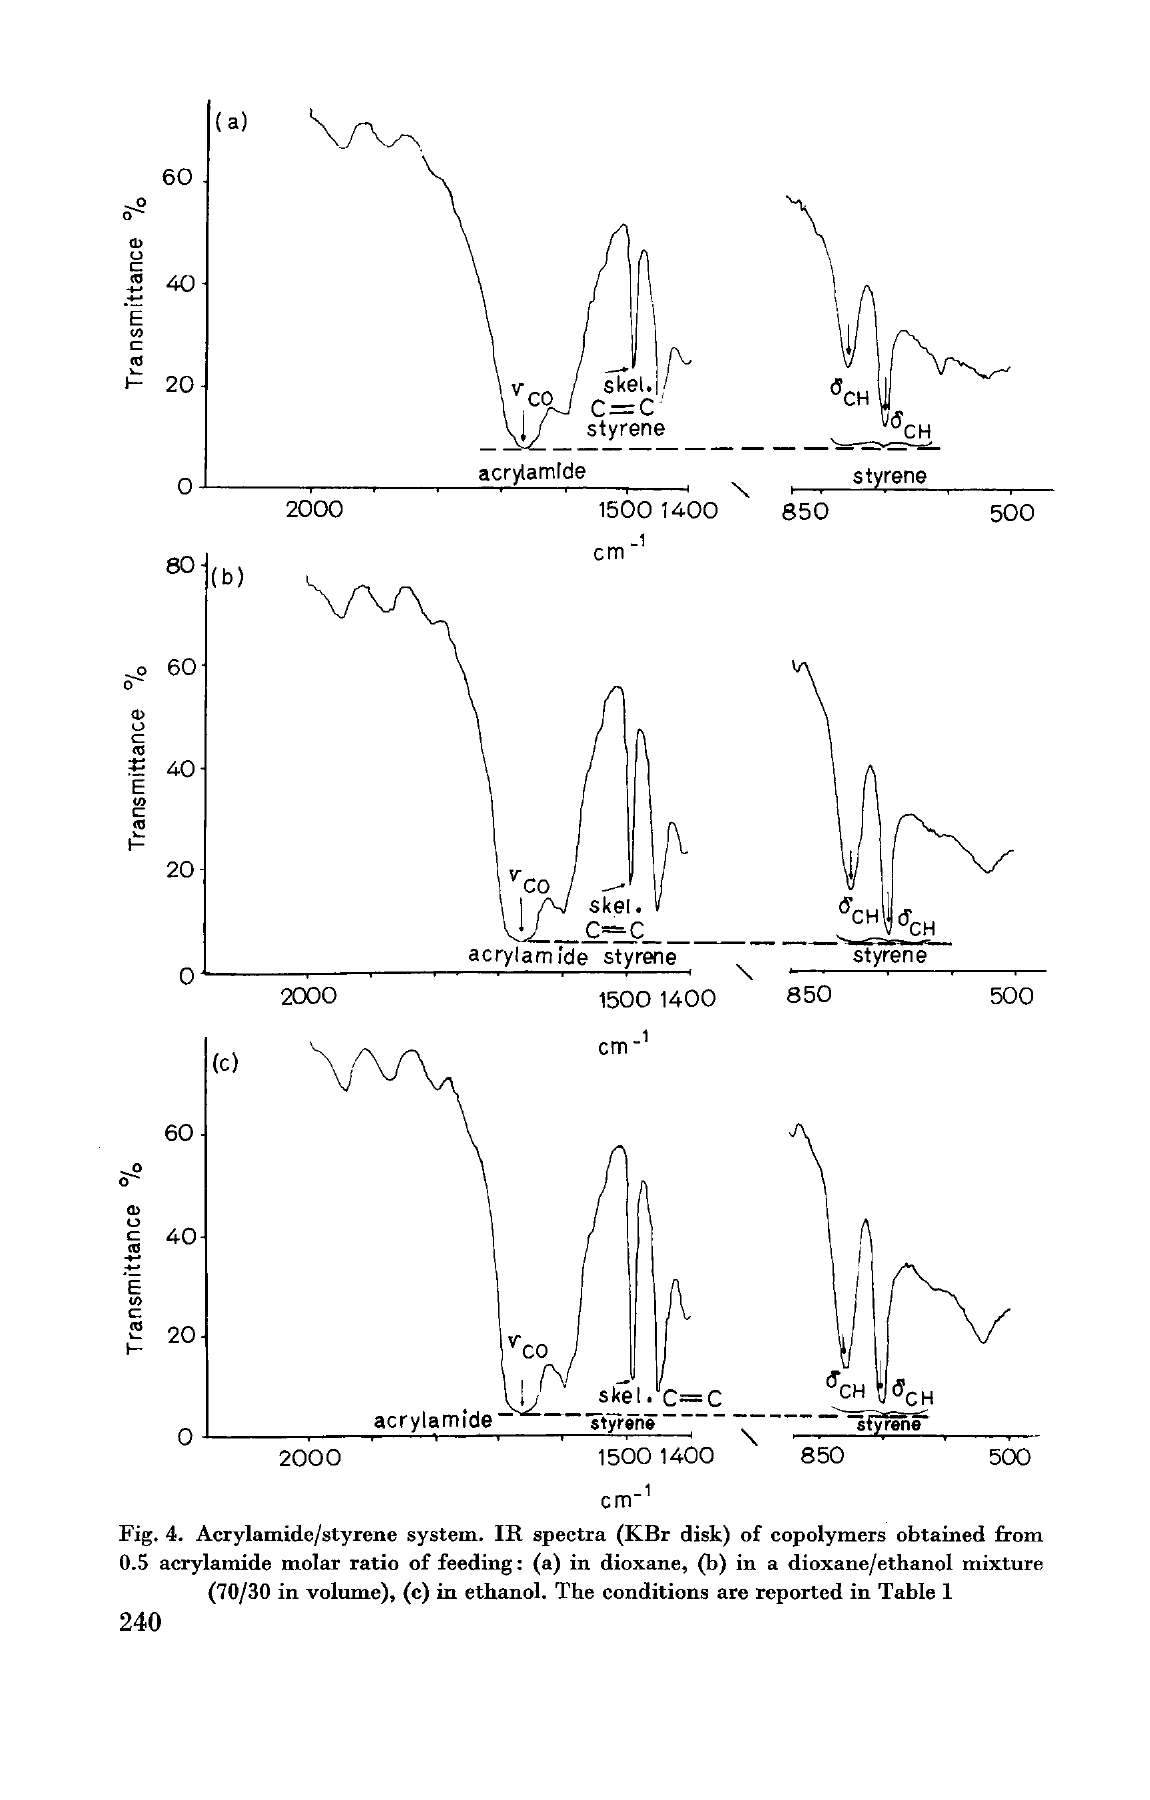 (a)
60
40
20
0
Transmittance %
νCO
skel.
C=C
styrene
δCH
δCH
acrylamide
styrene
2000 1500 1400 850 500
cm-1
80
(b)
60
40
20
0
Transmittance %
νCO
skel.
C=C
δCH δCH
acrylamide styrene styrene
2000 1500 1400 850 500
cm-1
(c)
60
40
20
0
Transmittance %
νCO
skel. C=C
δCH δCH
acrylamide styrene styrene
2000 1500 1400 850 500
cm-1
Fig. 4. Acrylamide/styrene system. IR spectra (KBr disk) of copolymers obtained from
0.5 acrylamide molar ratio of feeding: (a) in dioxane, (b) in a dioxane/ethanol mixture
(70/30 in volume), (c) in ethanol. The conditions are reported in Table 1
240